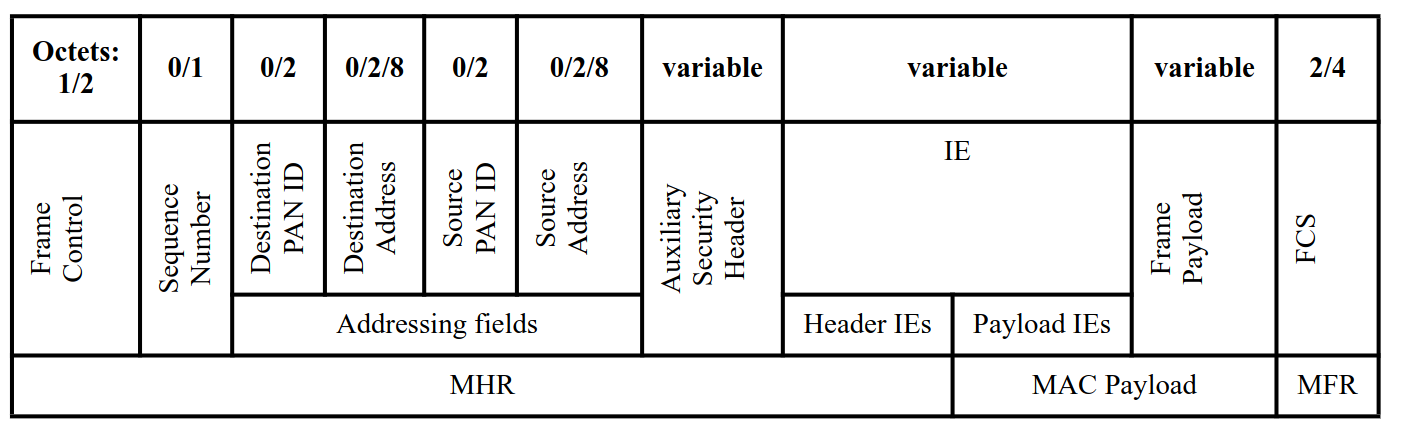 Octets:
1/2
0/1
0/2
0/2/8
0/2
0/2/8
variable
variable
variable
2/4
Frame
Control
Sequence
Number
Destination
PAN ID
Destination
Address
Source
PAN ID
Source
Address
Auxiliary
Security
Header
IE
Frame
Payload
FCS
Addressing fields
Header IEs
Payload IEs
MHR
MAC Payload
MFR